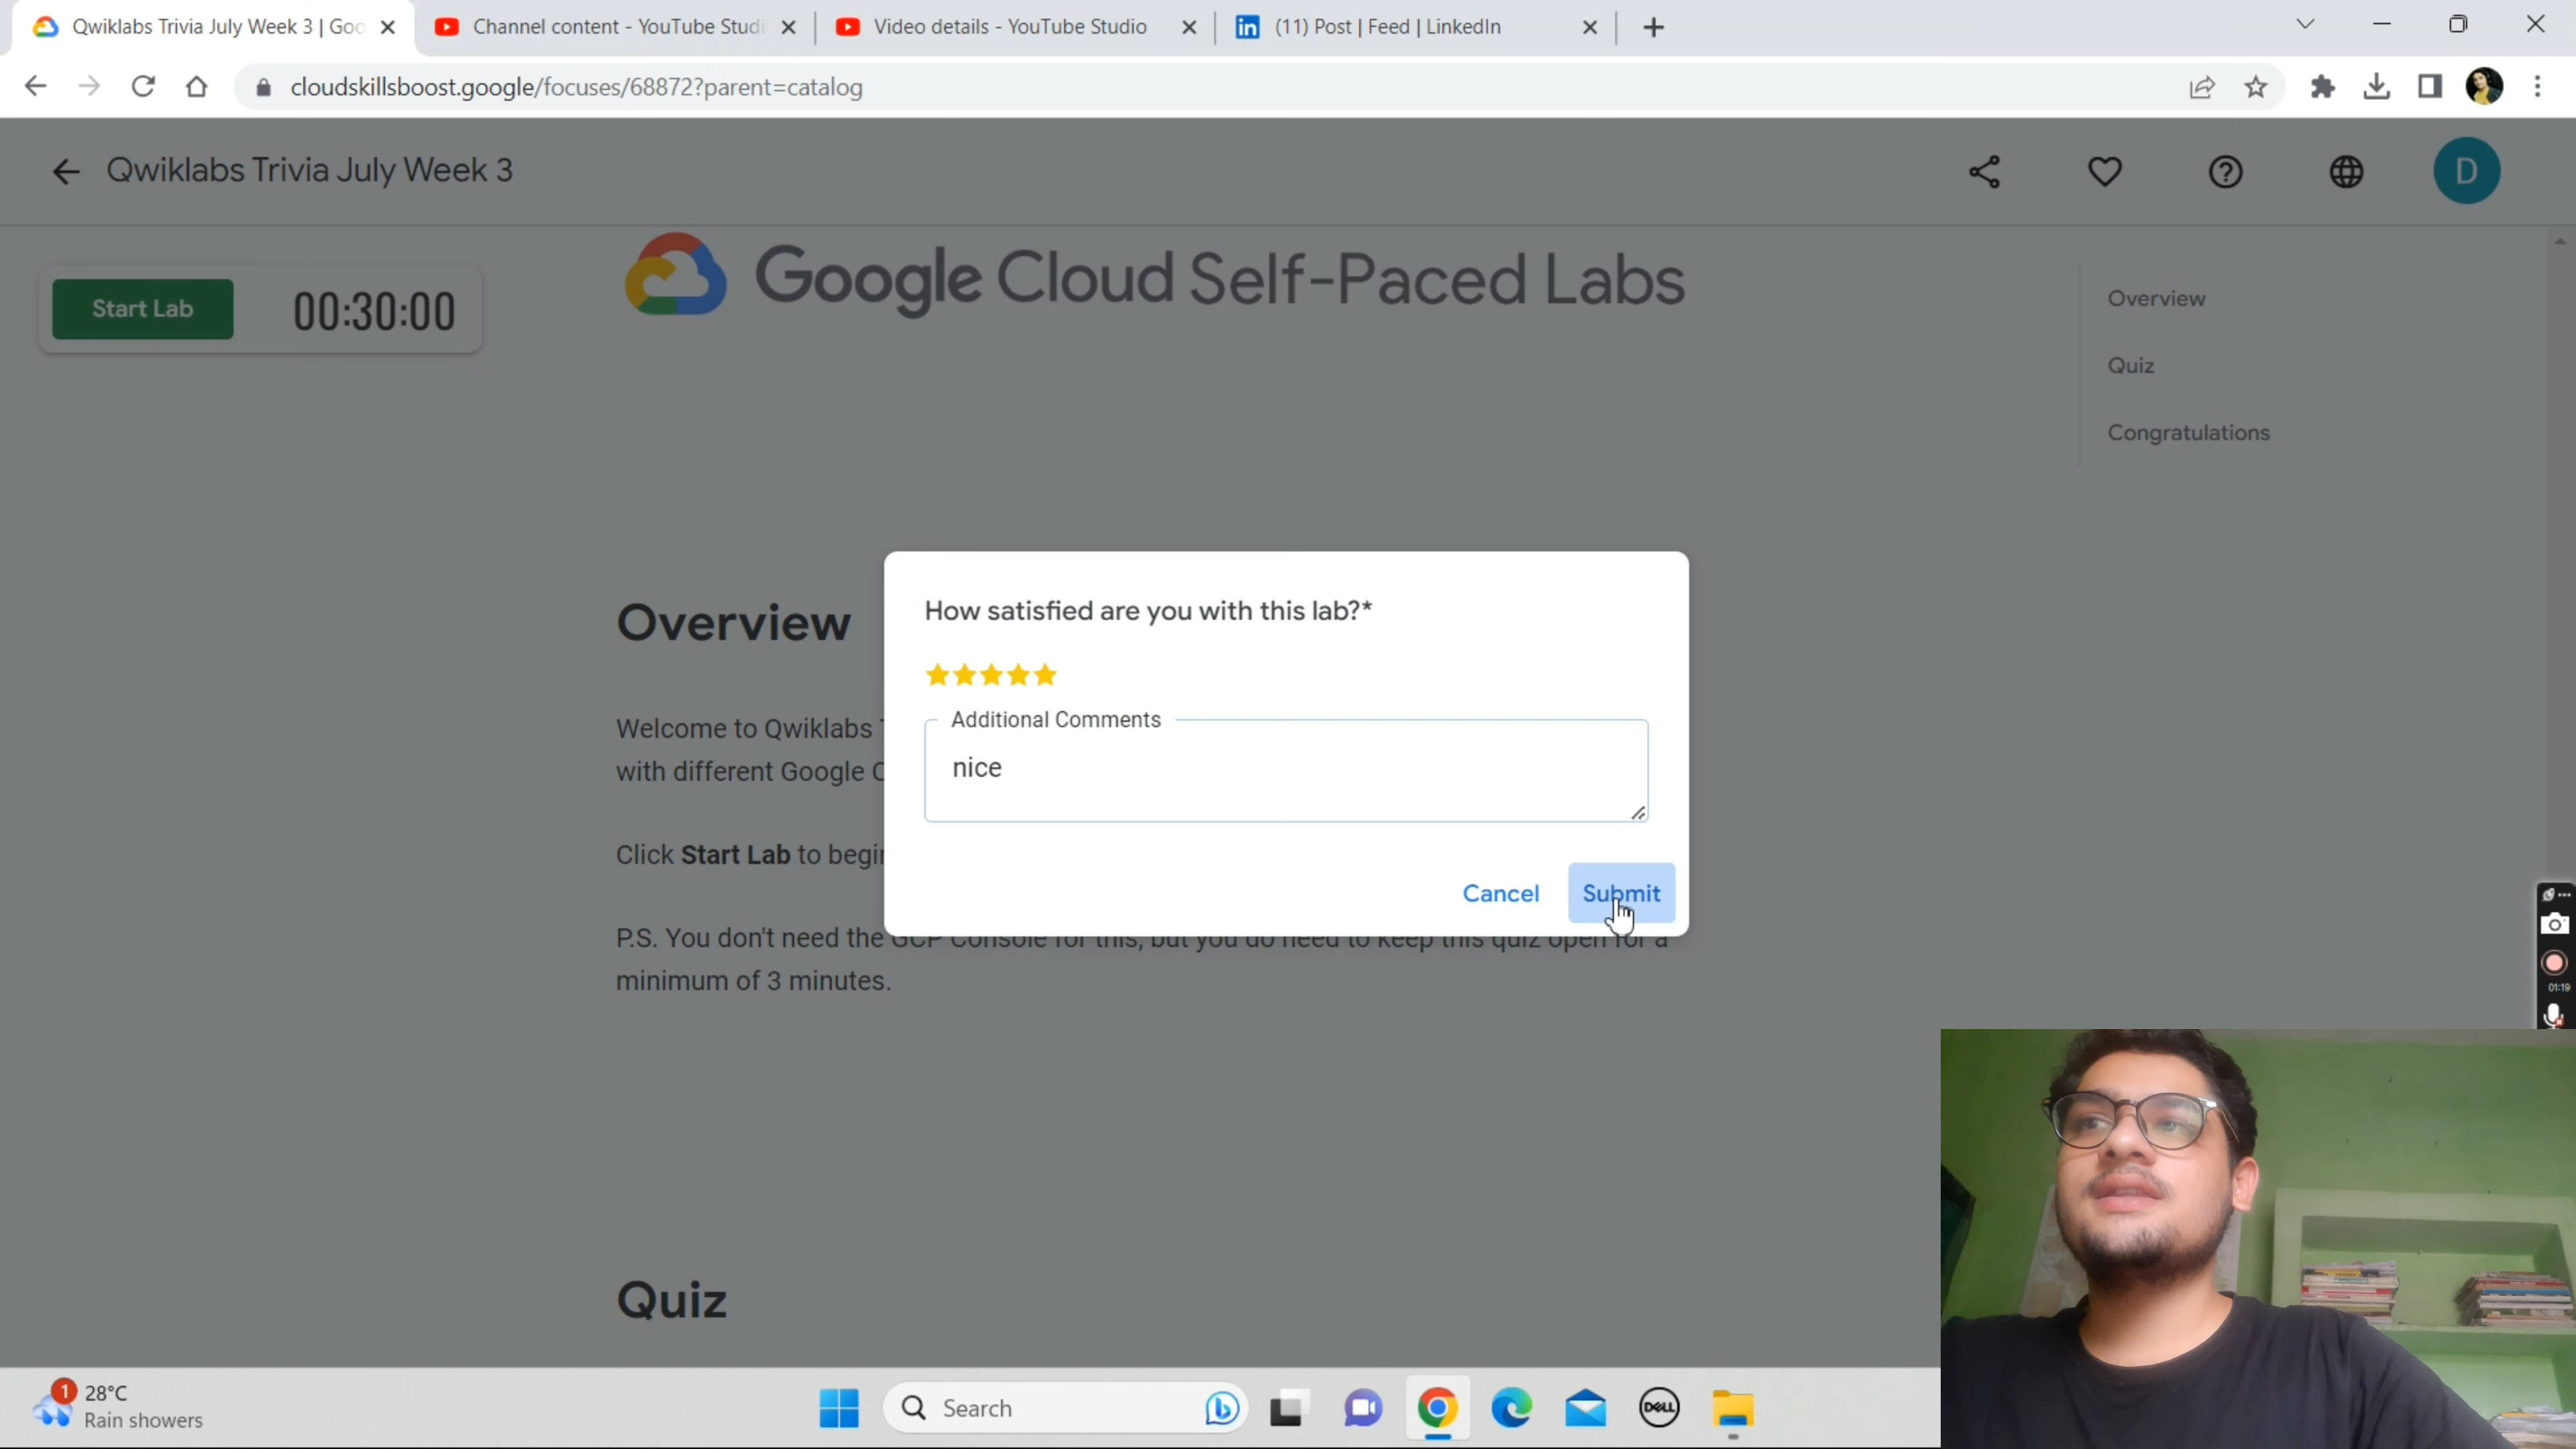 Qwiklabs Trivia July Week 3 | Goo
Channel content - YouTube Studi
Video details - YouTube Studio
(11) Post | Feed | LinkedIn
cloudskillsboost.google/focuses/68872?parent=catalog
Qwiklabs Trivia July Week 3
D
Google Cloud Self-Paced Labs
Start Lab
00:30:00
Overview
Quiz
Congratulations
How satisfied are you with this lab?*
Additional Comments
nice
Cancel
Submit
Overview
Welcome to Qwiklabs
with different Google C
Click Start Lab to begin
P.S. You don't need the GCP Console for this, but you do need to keep this quiz open for a
minimum of 3 minutes.
Quiz
01:19
1
28°C
Rain showers
Search
DELL